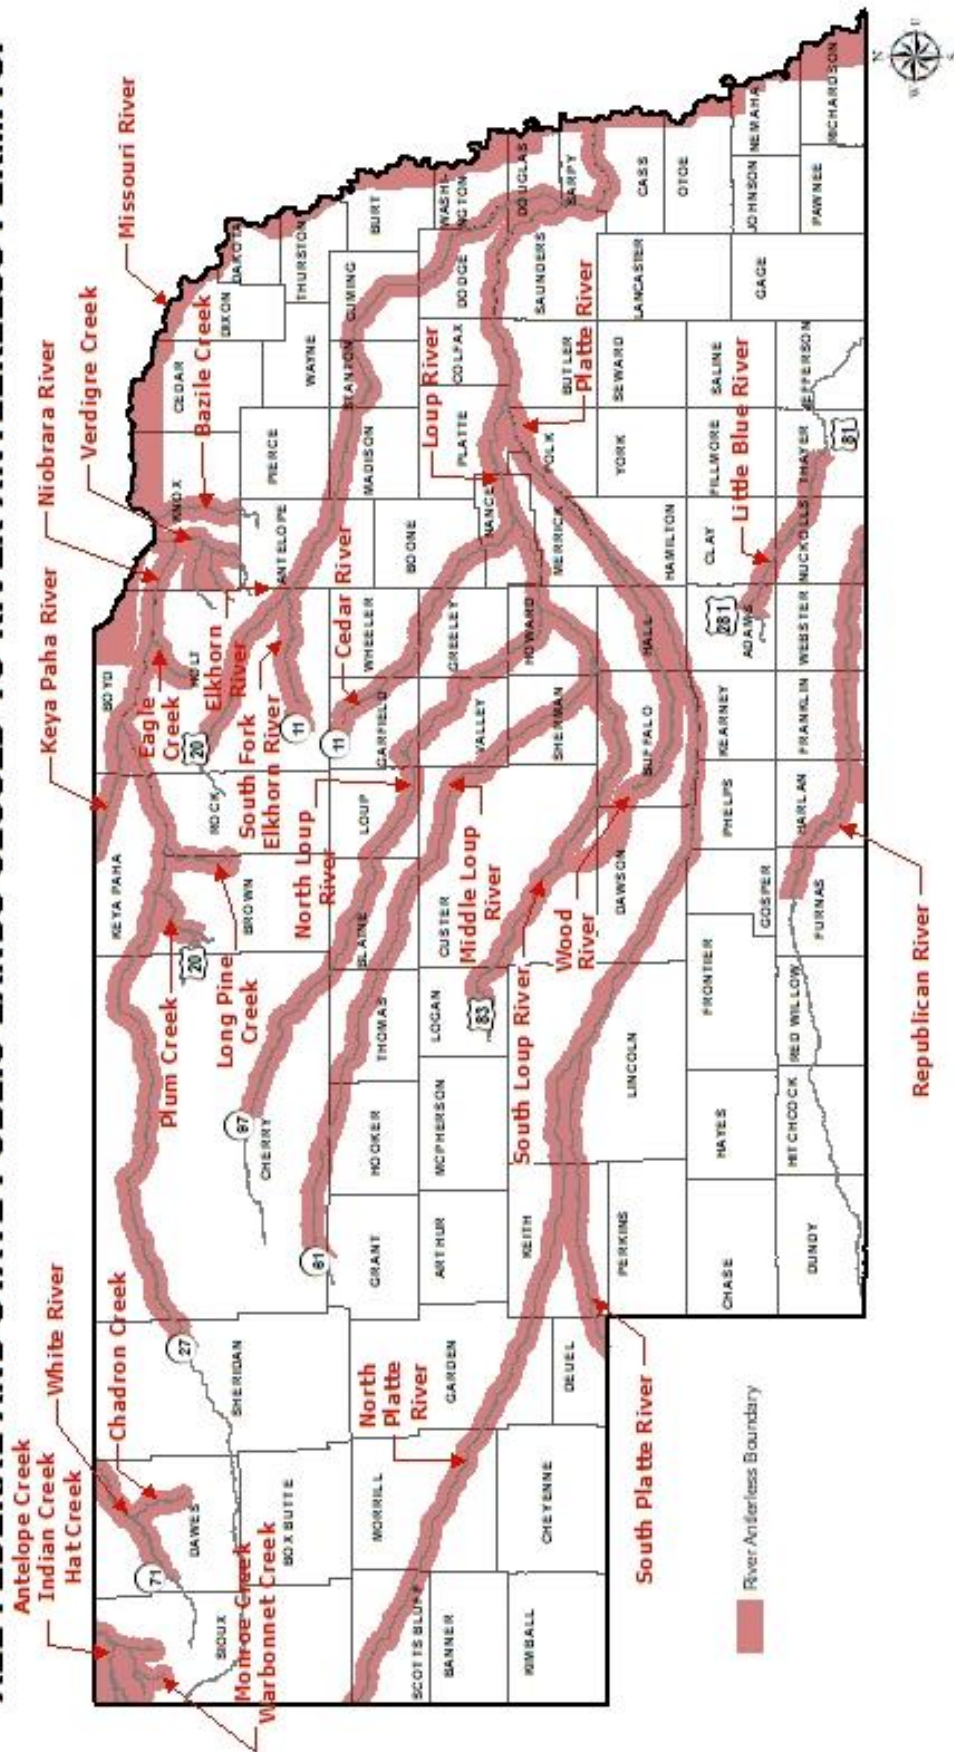 Antelope Creek
Indian Creek
Hat Creek
White River
Chadron Creek
Monroe Creek
Warbonnet Creek
Plum Creek
Long Pine
Creek
Keya Paha River
Niobrara River
Verdigre Creek
Bazile Creek
Missouri River
Eagle
Creek
Elkhorn
River
South Fork
Elkhorn River
Cedar River
North Loup
River
Middle Loup
River
South Loup River
Wood
River
Loup River
Platte River
North
Platte
River
South Platte River
Little Blue River
Republican River
SIOUX
DAWES
BOX BUTTE
SHERIDAN
CHERRY
KEYA PAHA
BROWN
ROCK
BOYD
HOLT
KNOX
ANTELOPE
CEDAR
PIERCE
DIXON
DAKOTA
WAYNE
THURSTON
SCOTTS BLUFF
BANNER
KIMBALL
MORRILL
CHEYENNE
GARDEN
DEUEL
GRANT
HOOKER
THOMAS
BLAINE
LOUP
GARFIELD
WHEELER
BOONE
MADISON
STANTON
CUMING
BURT
ARTHUR
MCPHERSON
LOGAN
CUSTER
VALLEY
GREELEY
NANCE
PLATTE
COLFAX
DODGE
WASHI-
NGTON
KEITH
PERKINS
LINCOLN
DAWSON
SHERMAN
BUFFALO
HOWARD
HALL
MERRICK
POLK
HAMILTON
BUTLER
SAUNDERS
DOUGLAS
SARPY
YORK
SEWARD
LANCASTER
CASS
OTOE
CHASE
HAYES
FRONTIER
GOSPER
PHELPS
KEARNEY
ADAMS
CLAY
FILLMORE
SALINE
GAGE
JOHNSON
NEMAHA
DUNDY
HITCHCOCK
RED WILLOW
FURNAS
HARLAN
FRANKLIN
WEBSTER
NUCKOLLS
THAYER
JEFFERSON
PAWNEE
RICHARDSON
71
27
61
97
20
20
83
11
11
281
81
River Antlerless Boundary
N
S
W